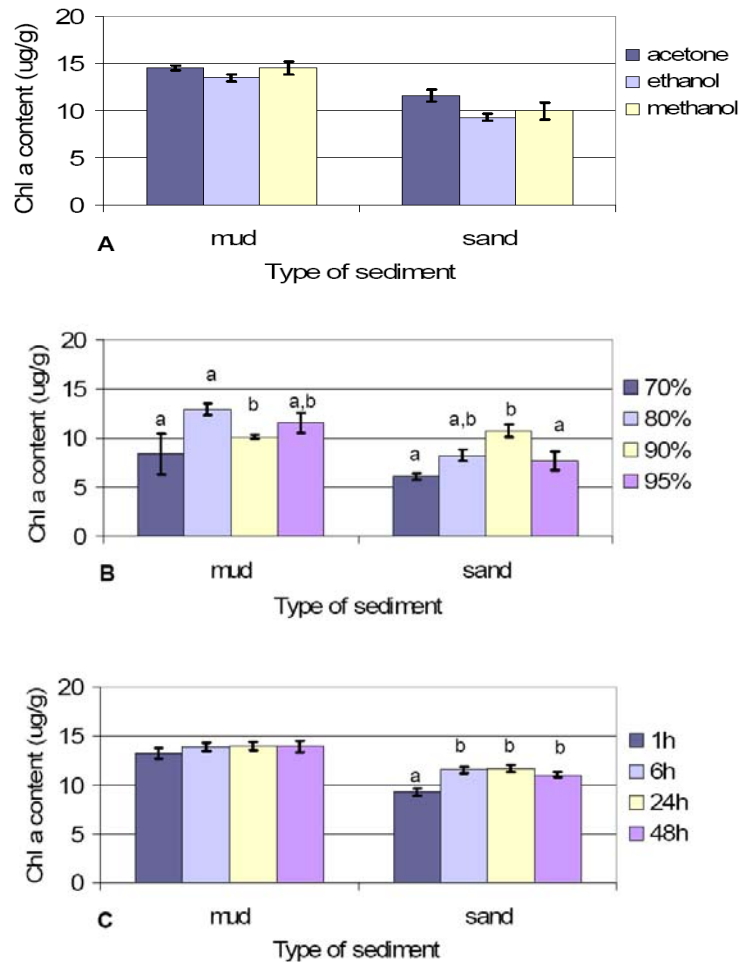 20
15
10
5
0
Chl a content (ug/g)
acetone
ethanol
methanol
mud sand
A
Type of sediment
20
15
10
5
0
Chl a content (ug/g)
a a b a,b a a,b b a
70%
80%
90%
95%
mud sand
B
Type of sediment
20
15
10
5
0
Chl a content (ug/g)
a b b b
1h
6h
24h
48h
mud sand
C
Type of sediment